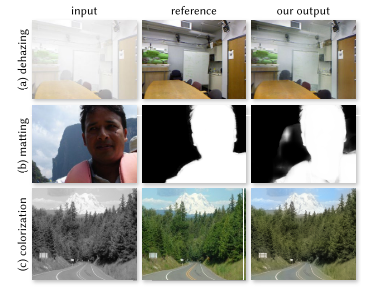 input reference our output
(a) dehazing
(b) matting
(c) colorization